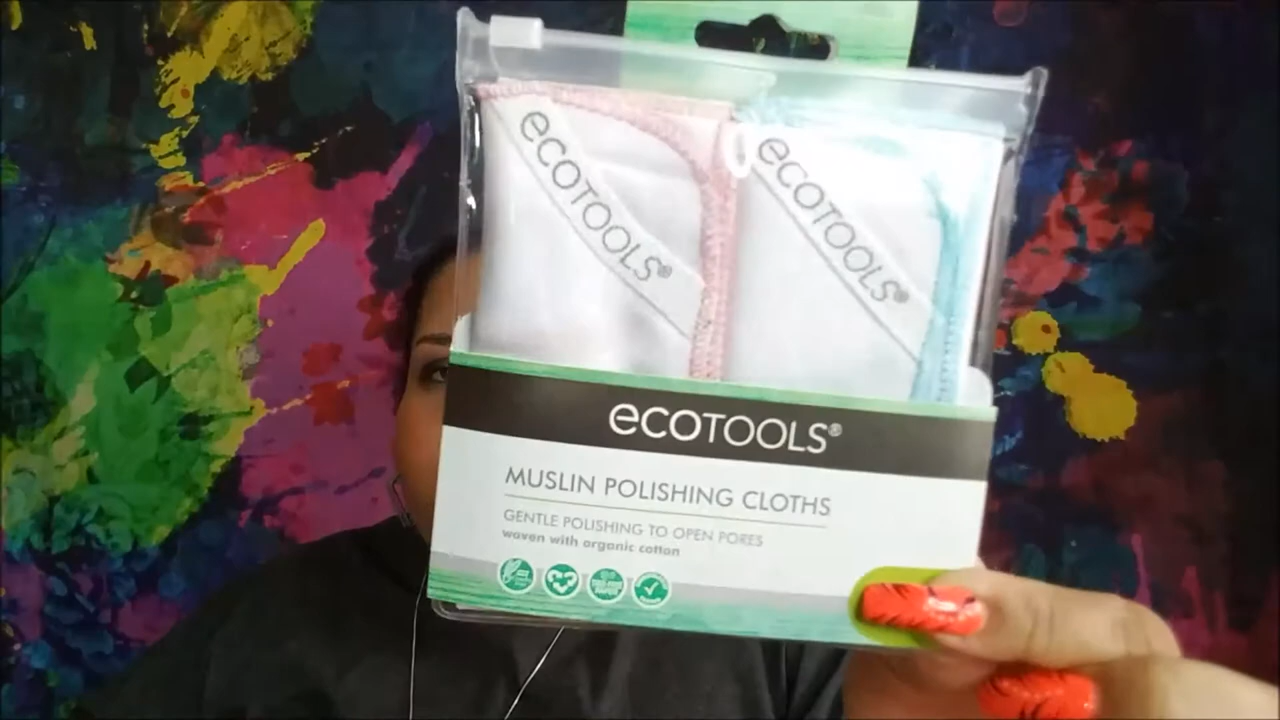 ecoTOOLS®
ecoTOOLS®
ecoTOOLS®
MUSLIN POLISHING CLOTHS
GENTLE POLISHING TO OPEN PORES
woven with organic cotton